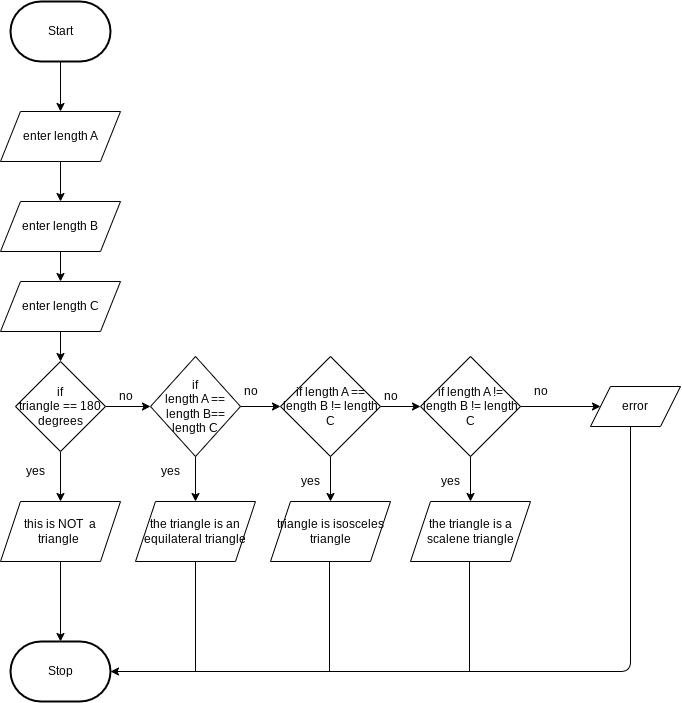 Start
enter length A
enter length B
enter length C
if
triangle == 180
degrees
no
if
length A ==
length B==
length C
no
if length A ==
length B != length
C
no
if length A !=
length B != length
C
no
error
yes
yes
yes
yes
this is NOT  a
triangle
the triangle is an
equilateral triangle
triangle is isosceles
triangle
the triangle is a
scalene triangle
Stop